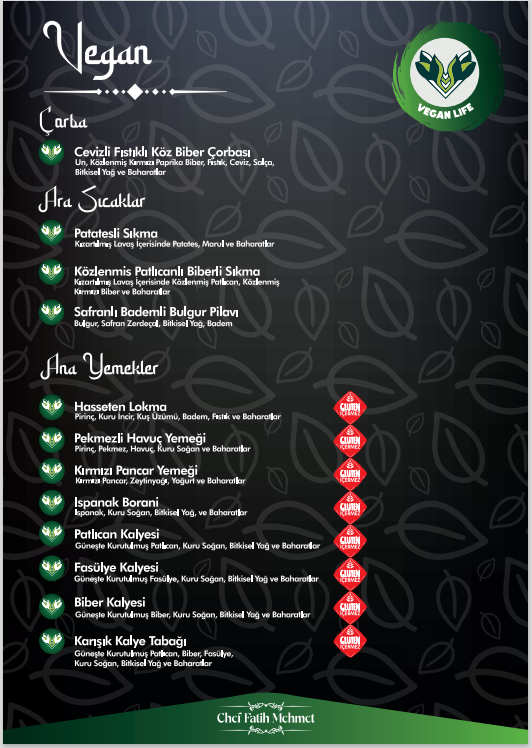 Vegan
VEGAN LIFE
Çorba
Cevizli Fıstıklı Köz Biber Çorbası
Un, Közlenmiş Kırmızı Paprika Biber, Fıstık, Ceviz, Salça,
Bitkisel Yağ ve Baharatlar
Ara Sıcaklar
Patatesli Sıkma
Kızartılmış Lavaş İçerisinde Patates, Marul ve Baharatlar
Közlenmis Patlıcanlı Biberli Sıkma
Kızartılmış Lavaş İçerisinde Közlenmiş Patlıcan, Közlenmiş
Kırmızı Biber ve Baharatlar
Safranlı Bademli Bulgur Pilavı
Bulgur, Safran Zerdeçal, Bitkisel Yağ, Badem
Ana Yemekler
Hasseten Lokma
Pirinç, Kuru İncir, Kuş Üzümü, Badem, Fıstık ve Baharatlar
GLUTEN
İÇERMEZ
Pekmezli Havuç Yemeği
Pirinç, Pekmez, Havuç, Kuru Soğan ve Baharatlar
GLUTEN
İÇERMEZ
Kırmızı Pancar Yemeği
Kırmızı Pancar, Zeytinyağı, Yoğurt ve Baharatlar
GLUTEN
İÇERMEZ
Ispanak Borani
Ispanak, Kuru Soğan, Bitkisel Yağ, ve Baharatlar
GLUTEN
İÇERMEZ
Patlıcan Kalyesi
Güneşte Kurutulmuş Patlıcan, Kuru Soğan, Bitkisel Yağ ve Baharatlar
GLUTEN
İÇERMEZ
Fasülye Kalyesi
Güneşte Kurutulmuş Fasülye, Kuru Soğan, Bitkisel Yağ ve Baharatlar
GLUTEN
İÇERMEZ
Biber Kalyesi
Güneşte Kurutulmuş Biber, Kuru Soğan, Bitkisel Yağ ve Baharatlar
GLUTEN
İÇERMEZ
Karışık Kalye Tabağı
Güneşte Kurutulmuş Patlıcan, Biber, Fasülye,
Kuru Soğan, Bitkisel Yağ ve Baharatlar
GLUTEN
İÇERMEZ
Chef Fatih Mehmet